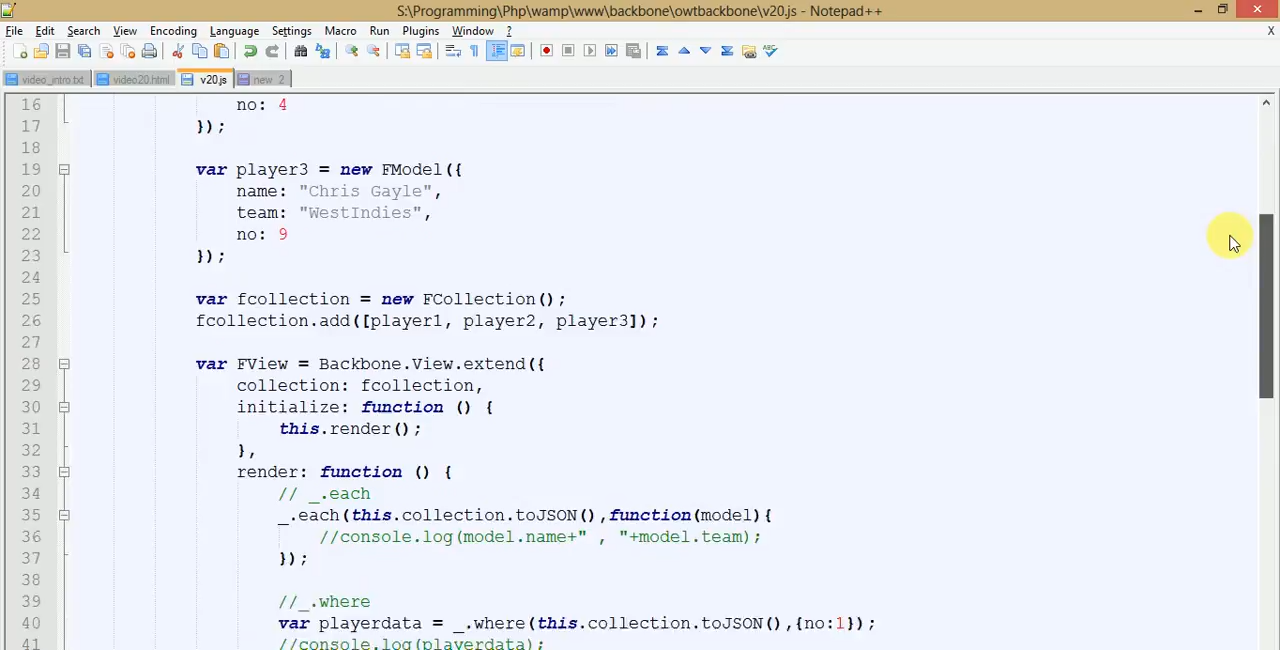 S:\Programming\Php\wamp\www\backbone\owtbackbone\v20.js - Notepad++
File Edit Search View Encoding Language Settings Macro Run Plugins Window ? X
video_intro.txt video20.html v20.js new 2
16 no: 4
17 });
18
19 var player3 = new FModel({
20 name: "Chris Gayle",
21 team: "WestIndies",
22 no: 9
23 });
24
25 var fcollection = new FCollection();
26 fcollection.add([player1, player2, player3]);
27
28 var FView = Backbone.View.extend({
29 collection: fcollection,
30 initialize: function () {
31 this.render();
32 },
33 render: function () {
34 // _.each
35 _.each(this.collection.toJSON(),function(model){
36 //console.log(model.name+" , "+model.team);
37 });
38
39 //_.where
40 var playerdata = _.where(this.collection.toJSON(),{no:1});
41 //console.log(playerdata);